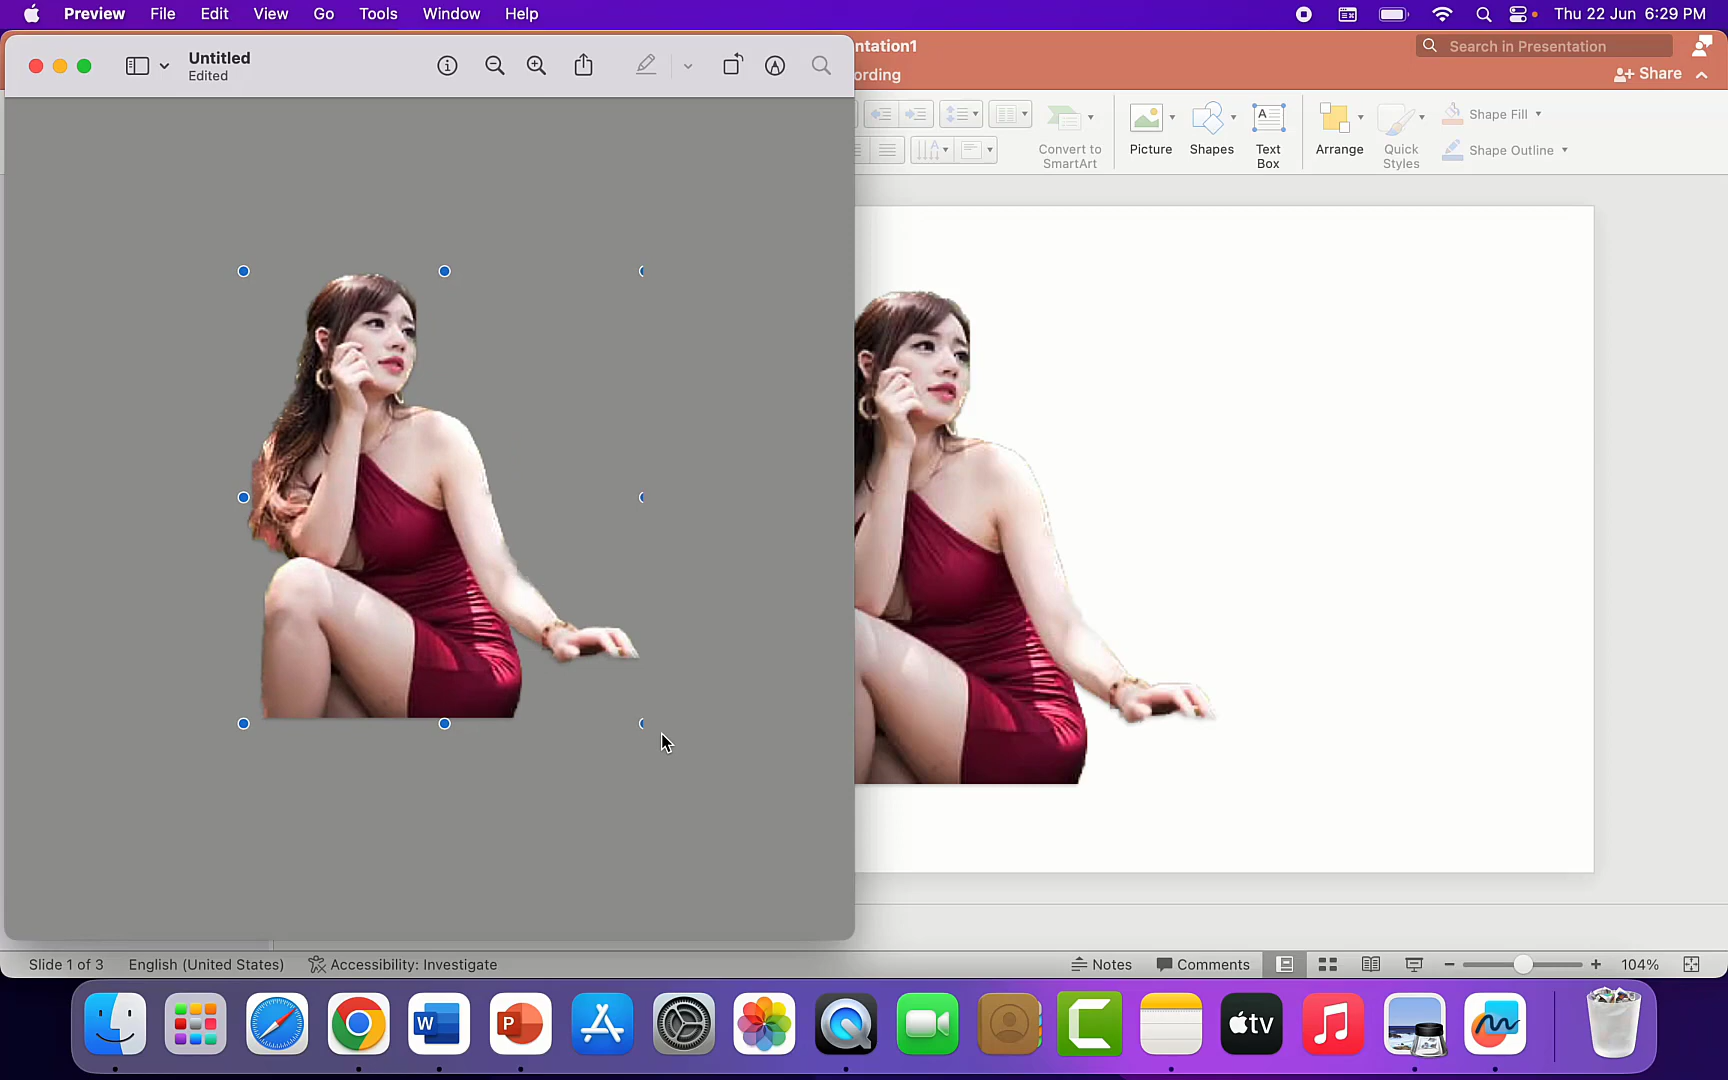 Preview File Edit View Go Tools Window Help Thu 22 Jun 6:29 PM
Untitled
Edited
ntation1
ording
Search in Presentation
Share
Convert to
SmartArt
Picture
Shapes
Text
Box
Arrange
Quick
Styles
Shape Fill
Shape Outline
Slide 1 of 3 English (United States) Accessibility: Investigate Notes Comments 104%
W P tv